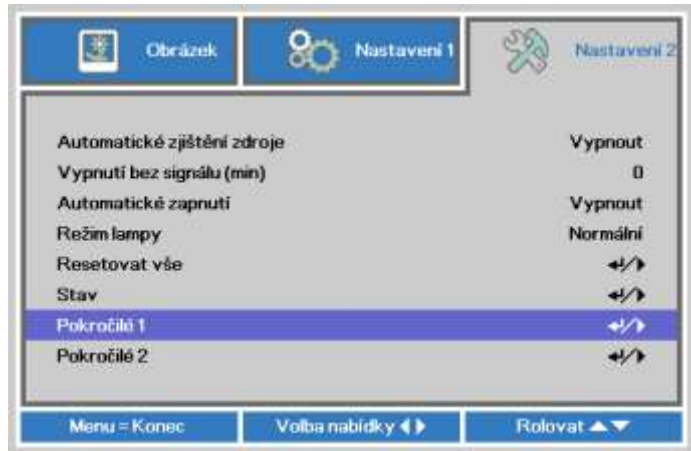 Obrázek Nastavení 1 Nastavení 2
Automatické zjištění zdroje Vypnout
Vypnutí bez signálu (min) 0
Automatické zapnutí Vypnout
Režim lampy Normální
Resetovat vše ↵/▶
Stav ↵/▶
Pokročilé 1 ↵/▶
Pokročilé 2 ↵/▶
Menu = Konec Volba nabídky ◀▶ Rolovat ▲▼